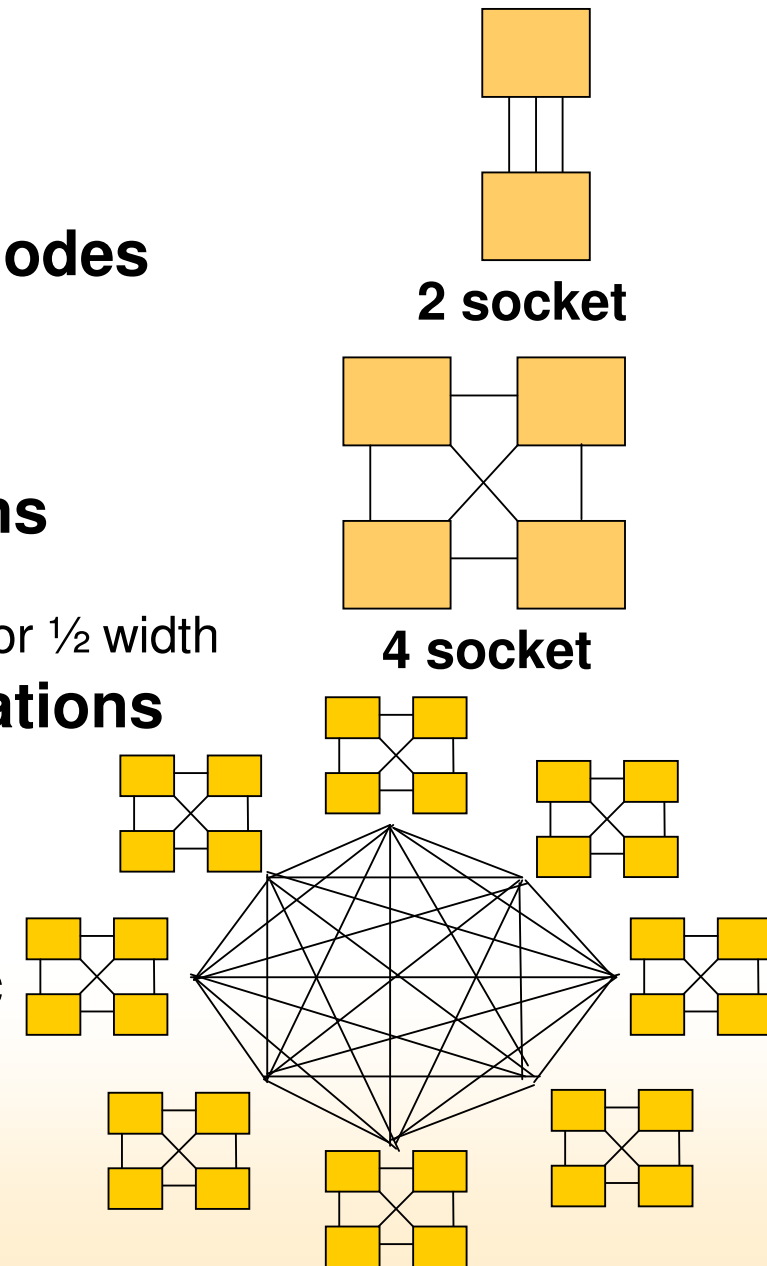 odes
2 socket
ns
or ½ width
4 socket
ations